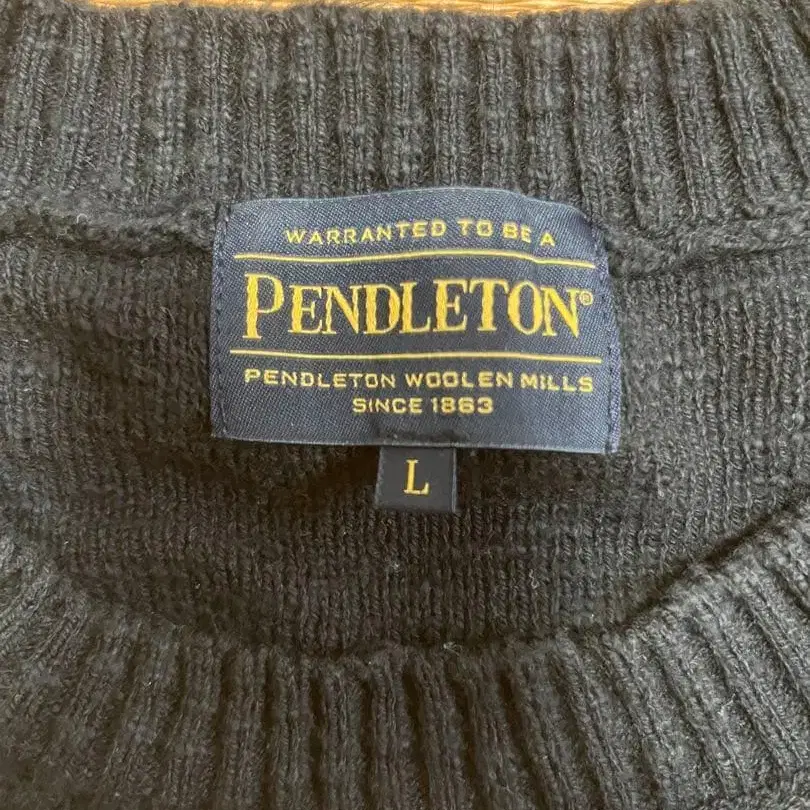 WARRANTED TO BE A
PENDLETON®
PENDLETON WOOLEN MILLS
SINCE 1863
L